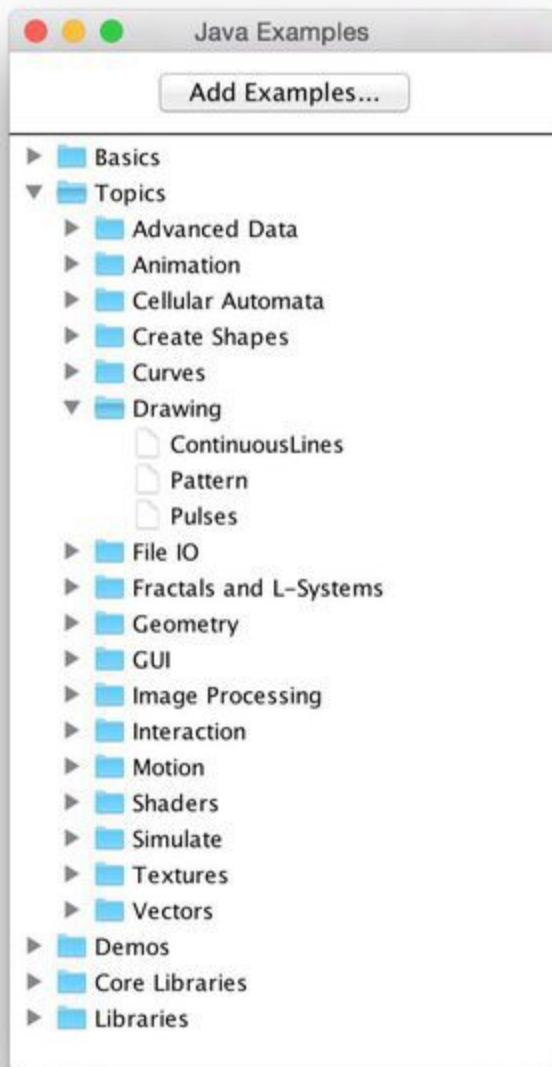 Java Examples
Add Examples...
Basics
Topics
Advanced Data
Animation
Cellular Automata
Create Shapes
Curves
Drawing
ContinuousLines
Pattern
Pulses
File IO
Fractals and L-Systems
Geometry
GUI
Image Processing
Interaction
Motion
Shaders
Simulate
Textures
Vectors
Demos
Core Libraries
Libraries